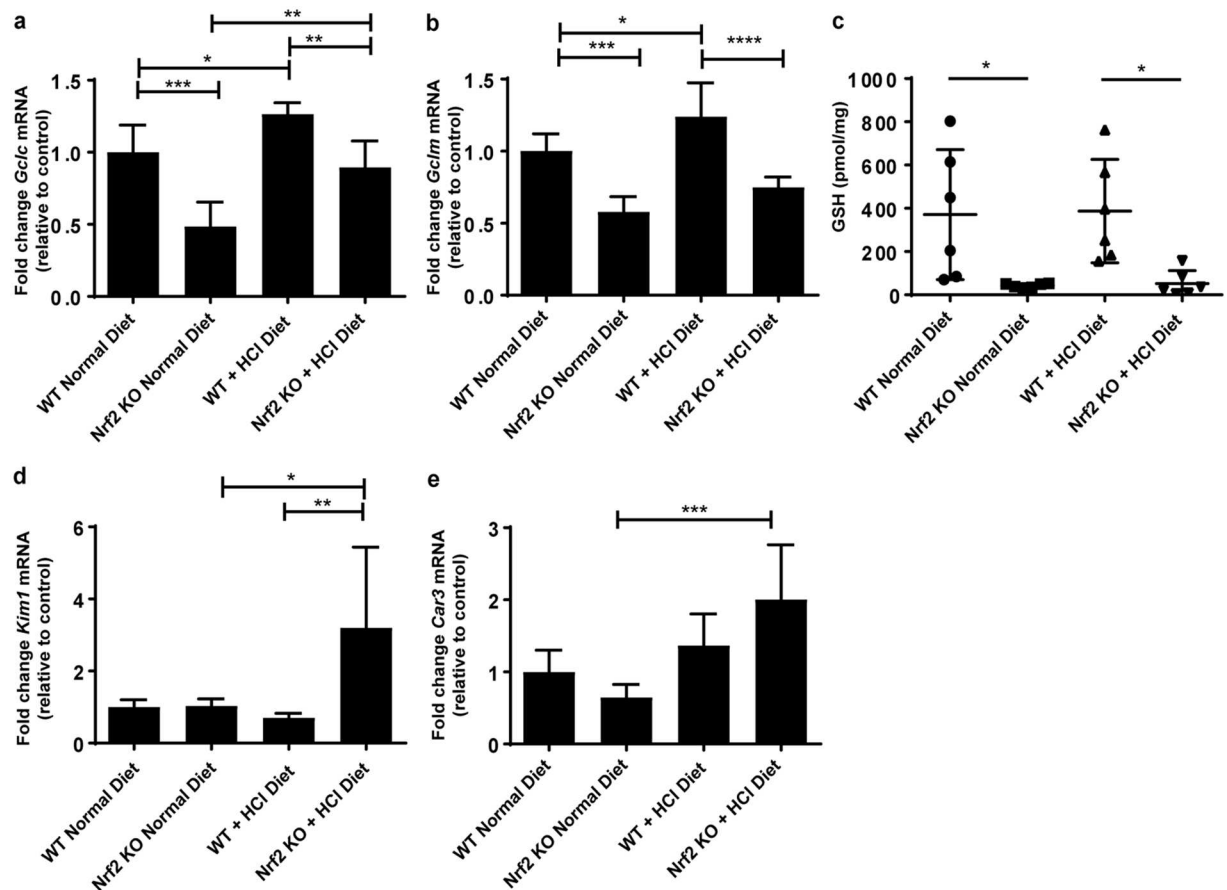 a
**
**
*
***
Fold change Gclc mRNA
(relative to control)
1.5
1.0
0.5
0.0
WT Normal Diet
Nrf2 KO Normal Diet
WT + HCl Diet
Nrf2 KO + HCl Diet
b
*
***
****
Fold change Gclm mRNA
(relative to control)
1.5
1.0
0.5
0.0
WT Normal Diet
Nrf2 KO Normal Diet
WT + HCl Diet
Nrf2 KO + HCl Diet
c
*
*
GSH (pmol/mg)
1000
800
600
400
200
0
WT Normal Diet
Nrf2 KO Normal Diet
WT + HCl Diet
Nrf2 KO + HCl Diet
d
*
**
Fold change Kim1 mRNA
(relative to control)
6
4
2
0
WT Normal Diet
Nrf2 KO Normal Diet
WT + HCl Diet
Nrf2 KO + HCl Diet
e
***
Fold change Car3 mRNA
(relative to control)
3
2
1
0
WT Normal Diet
Nrf2 KO Normal Diet
WT + HCl Diet
Nrf2 KO + HCl Diet